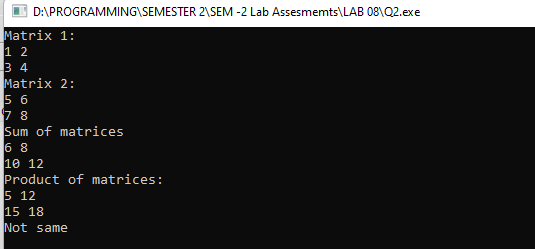 D:\PROGRAMMING\SEMESTER 2\SEM -2 Lab Assesmemts\LAB 08\Q2.exe
Matrix 1:
1 2
3 4
Matrix 2:
5 6
7 8
Sum of matrices
6 8
10 12
Product of matrices:
5 12
15 18
Not same